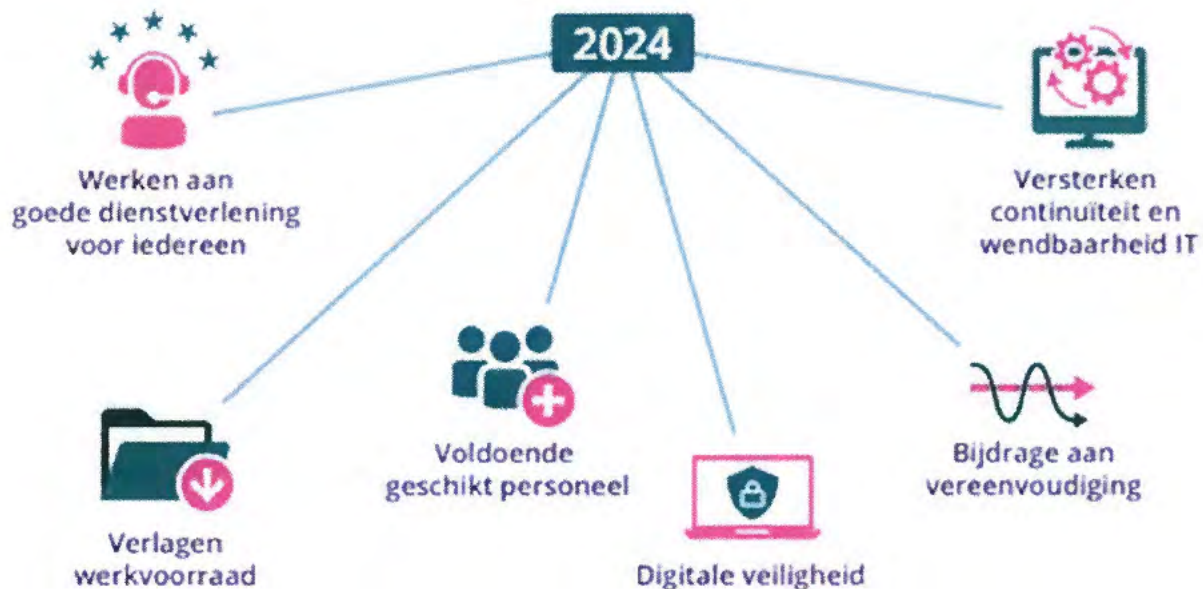 2024
Werken aan
goede dienstverlening
voor iedereen
Versterken
continuïteit en
wendbaarheid IT
Verlagen
werkvoorraad
Voldoende
geschikt personeel
Digitale veiligheid
Bijdrage aan
vereenvoudiging